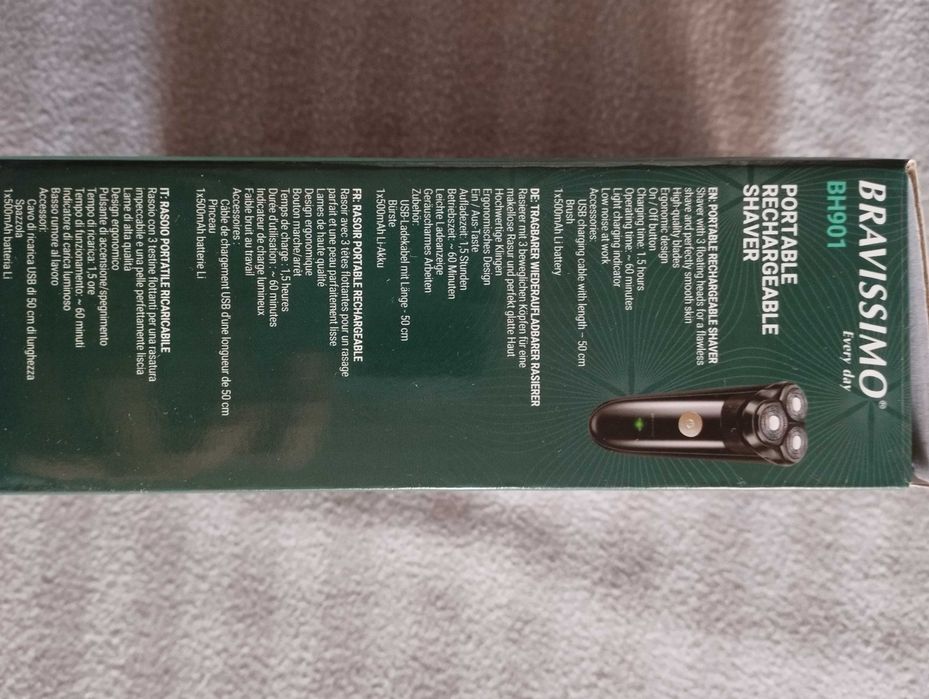 BRAVISSIMO®
Every day
BH901
PORTABLE
RECHARGEABLE
SHAVER
EN: PORTABLE RECHARGEABLE SHAVER
Shaver with 3 floating heads for a flawless
shave and perfectly smooth skin
High quality blades
Ergonomic design
On / Off button
Charging time: 1.5 hours
Operating time: ~ 60 minutes
Light charging indicator
Low noise at work
Accessories:
USB charging cable with length ~ 50 cm
Brush
1x500mAh Li battery
DE: TRAGBARER WIEDERAUFLADBARER RASIERER
Rasierer mit 3 beweglichen Köpfen für eine
makellose Rasur und perfekt glatte Haut
Hochwertige Klingen
Ergonomisches Design
Ein-/ Aus-Taste
Aufladezeit: 1,5 Stunden
Betriebszeit: ~ 60 Minuten
Leichte Ladeanzeige
Geräuscharmes Arbeiten
Zubehör:
USB-Ladekabel mit Länge - 50 cm
Bürste
1x500mAh Li-Akku
FR: RASOIR PORTABLE RECHARGEABLE
Rasoir avec 3 têtes flottantes pour un rasage
parfait et une peau parfaitement lisse
Lames de haute qualité
Design ergonomique
Bouton marche/arrêt
Temps de charge : 1,5 heures
Durée d'utilisation : ~ 60 minutes
Indicateur de charge lumineux
Faible bruit au travail
Accessoires :
Câble de chargement USB d'une longueur de 50 cm
Pinceau
1x500mAh batterie Li
IT: RASOIO PORTATILE RICARICABILE
Rasoio con 3 testine flottanti per una rasatura
impeccabile e una pelle perfettamente liscia
Lame di alta qualità
Design ergonomico
Pulsante di accensione/spegnimento
Tempo di ricarica: 1,5 ore
Tempo di funzionamento: ~ 60 minuti
Indicatore di carica luminoso
Basso rumore al lavoro
Accessori:
Cavo di ricarica USB di 50 cm di lunghezza
Spazzola
1x500mAh batteria Li